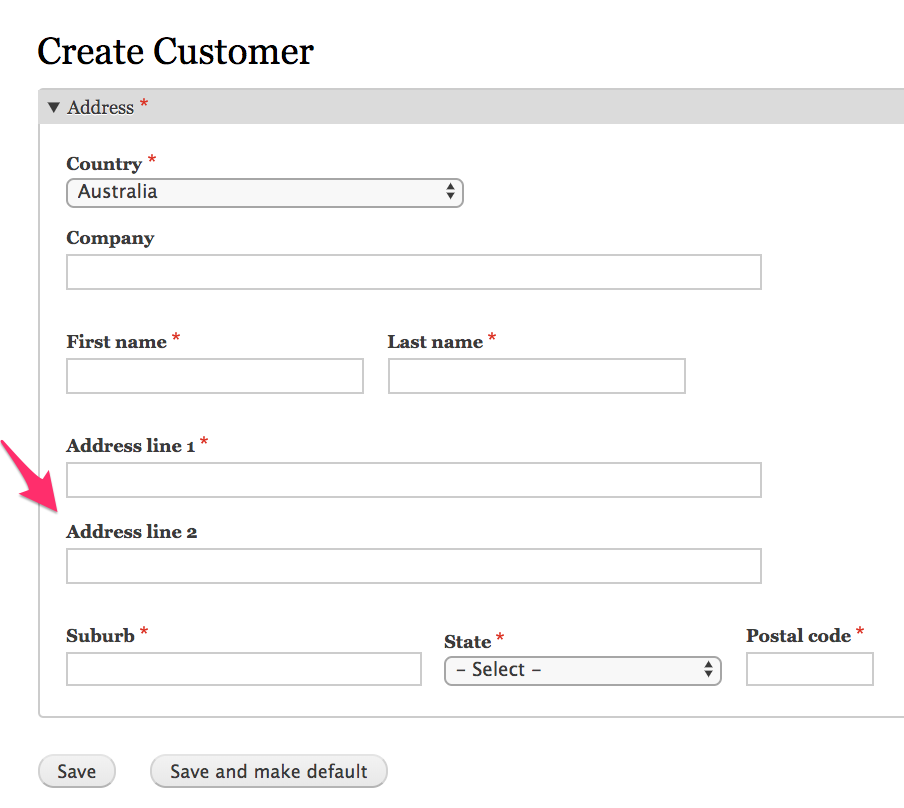 Create Customer
▼ Address *
Country *
Australia
Company
First name * Last name *
Address line 1 *
Address line 2
Suburb * State * Postal code *
– Select –
Save Save and make default